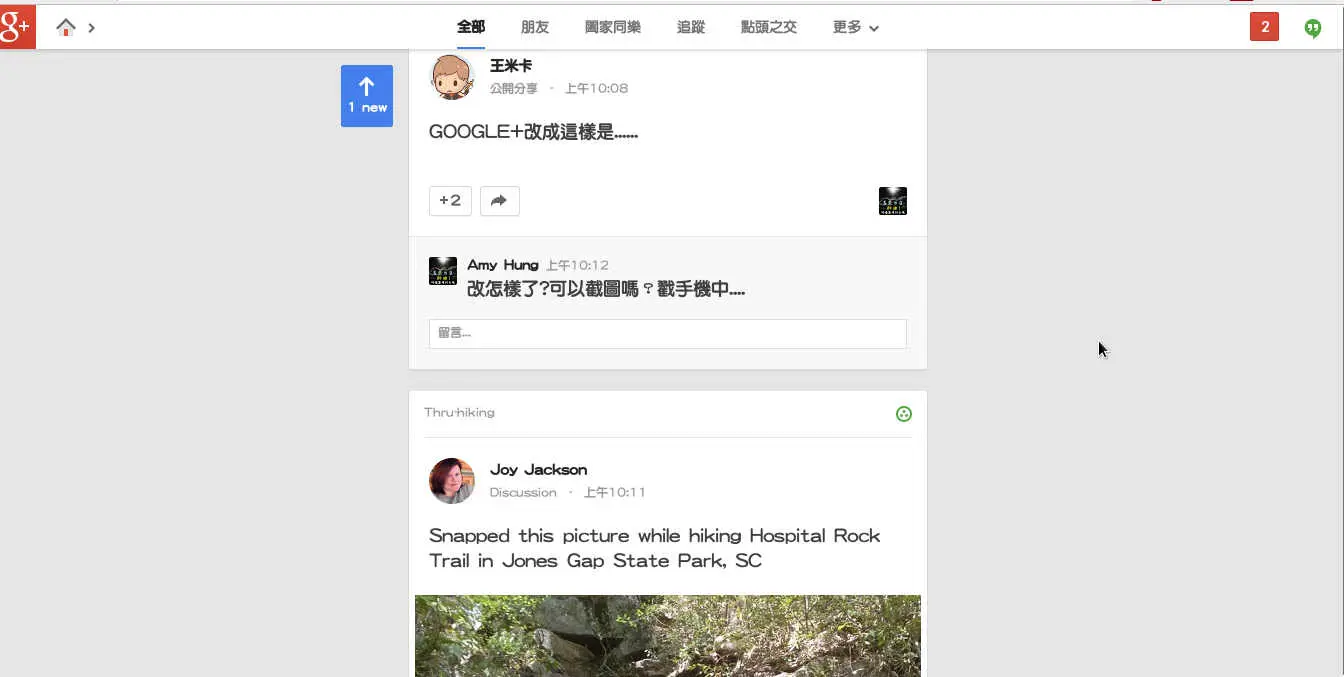 g+
全部 朋友 闔家同樂 追蹤 點頭之交 更多
2
1 new
王米卡
公開分享 · 上午10:08
GOOGLE+改成這樣是......
+2
Amy Hung 上午10:12
改怎樣了?可以截圖嗎？戳手機中....
留言...
Thru-hiking
Joy Jackson
Discussion · 上午10:11
Snapped this picture while hiking Hospital Rock
Trail in Jones Gap State Park, SC